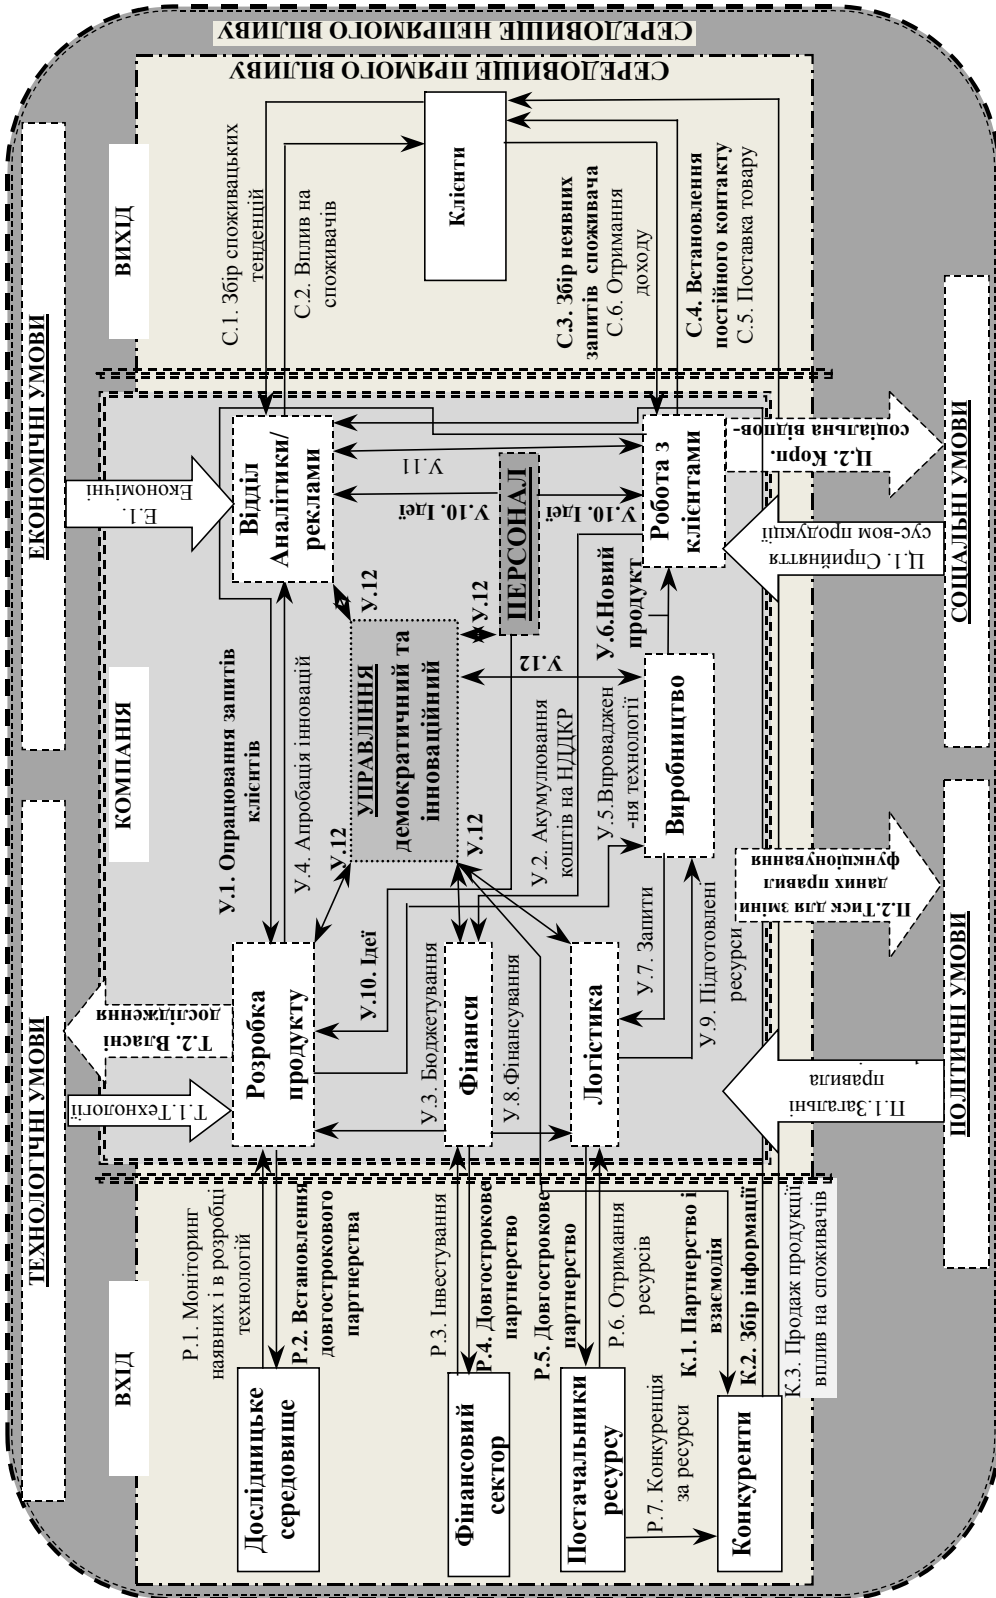 СЕРЕДОВИЩЕ НЕПРЯМОГО ВПЛИВУ
СЕРЕДОВИЩЕ ПРЯМОГО ВПЛИВУ
ТЕХНОЛОГІЧНІ УМОВИ
ЕКОНОМІЧНІ УМОВИ
ВХІД
КОМПАНІЯ
ВИХІД
Т.1.Технології
Т.2. Власні
дослідження
Е.1.
Економічні
Р.1. Моніторинг
наявних і в розробці
технологій
Р.2. Встановлення
довгострокового
партнерства
Дослідницьке
середовище
Р.3. Інвестування
Р.4. Довгострокове
партнерство
Фінансовий
сектор
Р.5. Довгострокове
партнерство
Р.6. Отримання
ресурсів
Постачальники
ресурсу
Р.7. Конкуренція
за ресурси
К.1. Партнерство і
взаємодія
К.2. Збір інформації
К.3. Продаж продукції
вплив на споживачів
Конкуренти
Розробка
продукту
У.1. Опрацювання запитів
клієнтів
У.4. Апробація інновацій
Відділ
Аналітики/
реклами
У.12
УПРАВЛІННЯ
демократичний та
інноваційний
У.12
У.12
У.12
У.12
У.10. Ідеї
У.3. Бюджетування
Фінанси
У.8.Фінансування
У.2. Акумулювання
коштів на НДДКР
Логістика
У.5.Впроваджен
-ня технології
У.7. Запити
У.9. Підготовлені
ресурси
Виробництво
У.6.Новий
продукт
ПЕРСОНАЛ
У.10. Ідеї
У.10. Ідеї
У.11
Робота з
клієнтами
С.1. Збір споживацьких
тенденцій
С.2. Вплив на
споживачів
Клієнти
С.3. Збір неявних
запитів споживача
С.6. Отримання
доходу
С.4. Встановлення
постійного контакту
С.5. Поставка товару
П.1.Загальні
правила
П.2.Тиск для зміни
даних правил
функціонування
Ц.1. Сприйняття
сус-вом продукції
Ц.2. Корп.
соціальна відпов-
ПОЛІТИЧНІ УМОВИ
СОЦІАЛЬНІ УМОВИ